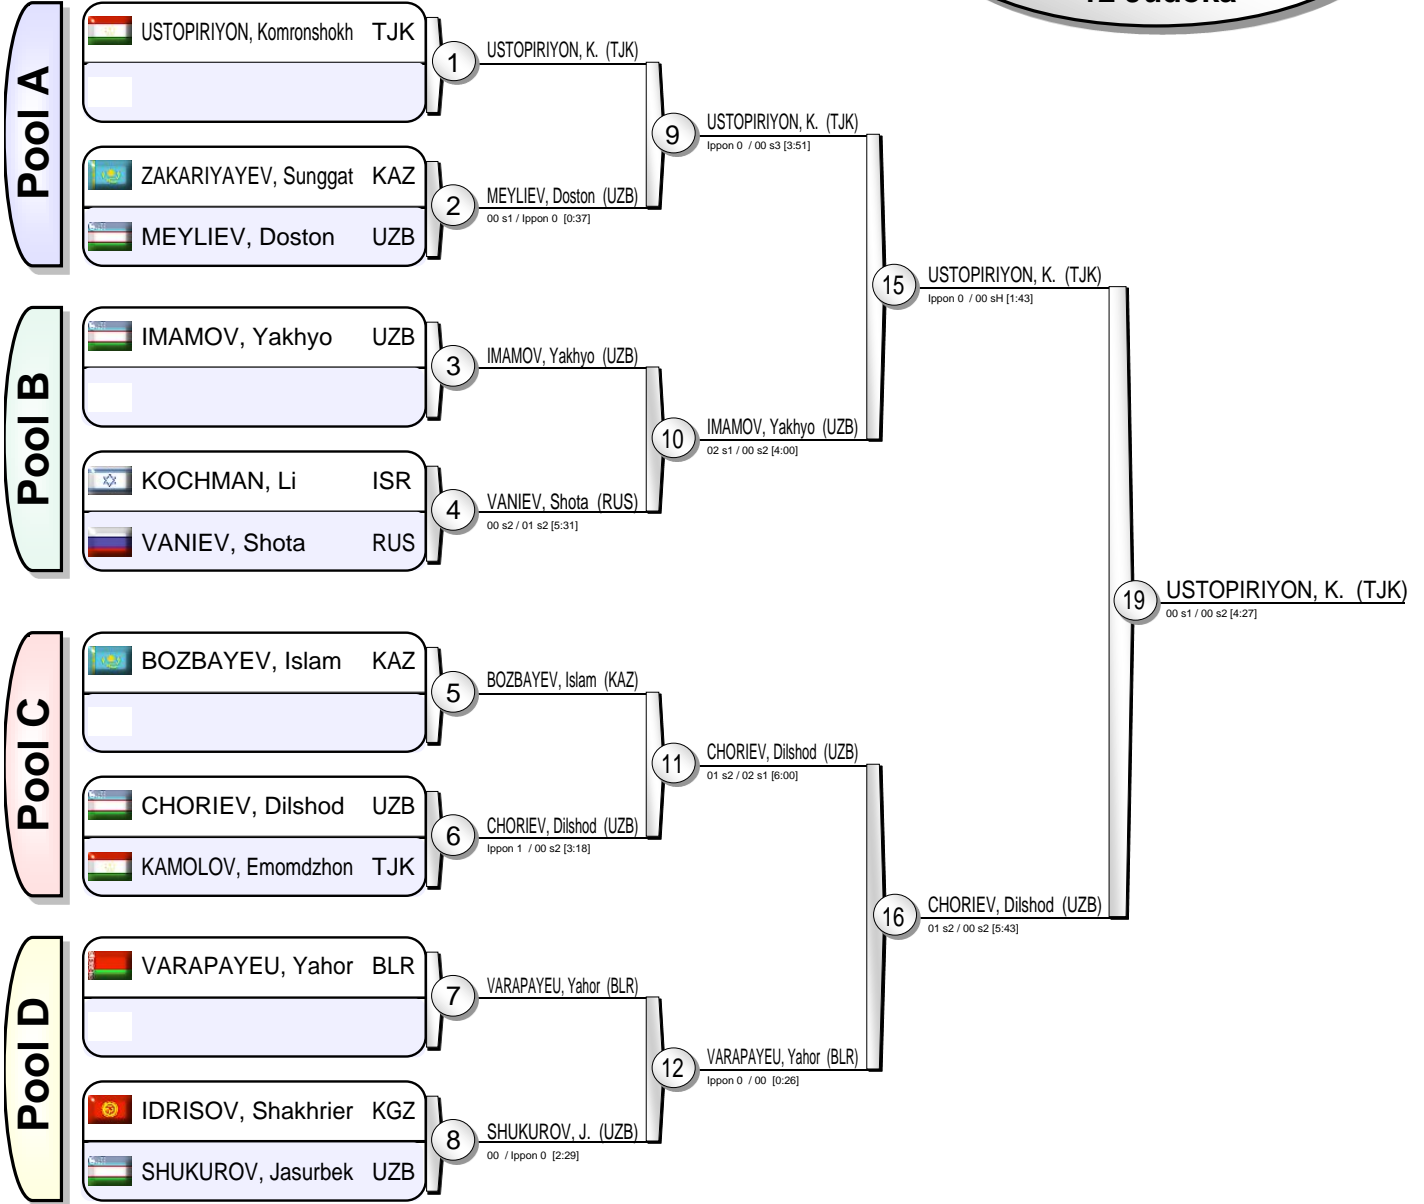 12 Judoka
Pool A
USTOPIRIYON, Komronshokh TJK
1
USTOPIRIYON, K. (TJK)
ZAKARIYAYEV, Sunggat KAZ
MEYLIEV, Doston UZB
2
MEYLIEV, Doston (UZB)
00 s1 / Ippon 0 [0:37]
9
USTOPIRIYON, K. (TJK)
Ippon 0 / 00 s3 [3:51]
Pool B
IMAMOV, Yakhyo UZB
3
IMAMOV, Yakhyo (UZB)
KOCHMAN, Li ISR
VANIEV, Shota RUS
4
VANIEV, Shota (RUS)
00 s2 / 01 s2 [5:31]
10
IMAMOV, Yakhyo (UZB)
02 s1 / 00 s2 [4:00]
15
USTOPIRIYON, K. (TJK)
Ippon 0 / 00 sH [1:43]
Pool C
BOZBAYEV, Islam KAZ
5
BOZBAYEV, Islam (KAZ)
CHORIEV, Dilshod UZB
KAMOLOV, Emomdzhon TJK
6
CHORIEV, Dilshod (UZB)
Ippon 1 / 00 s2 [3:18]
11
CHORIEV, Dilshod (UZB)
01 s2 / 02 s1 [6:00]
Pool D
VARAPAYEU, Yahor BLR
7
VARAPAYEU, Yahor (BLR)
IDRISOV, Shakhrier KGZ
SHUKUROV, Jasurbek UZB
8
SHUKUROV, J. (UZB)
00 / Ippon 0 [2:29]
12
VARAPAYEU, Yahor (BLR)
Ippon 0 / 00 [0:26]
16
CHORIEV, Dilshod (UZB)
01 s2 / 00 s2 [5:43]
19
USTOPIRIYON, K. (TJK)
00 s1 / 00 s2 [4:27]